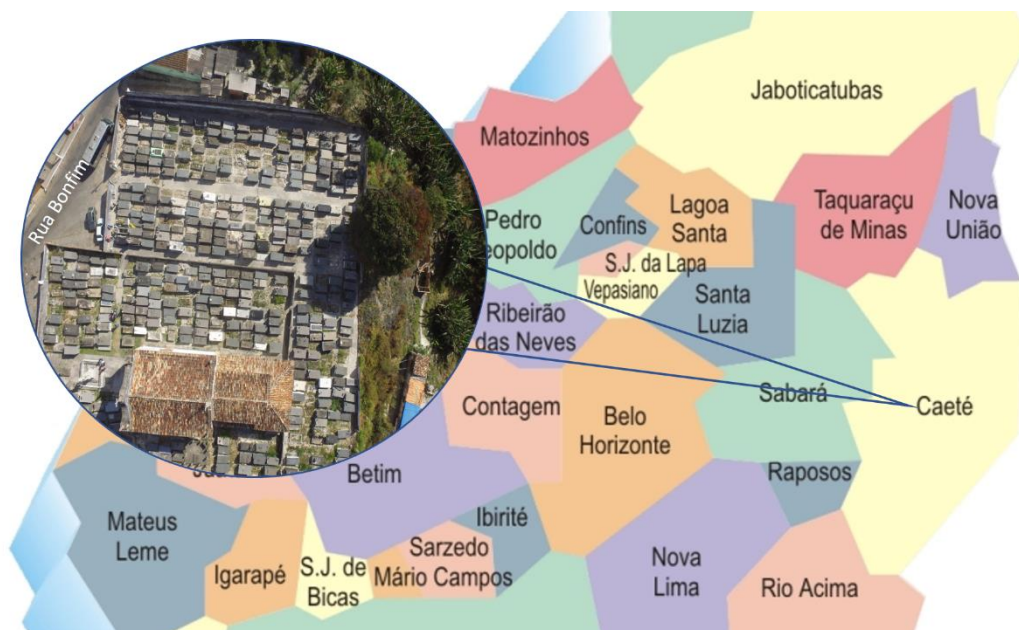 Jaboticatubas
Matozinhos
Rua Bonfim
Pedro
eopoldo
Confins
Lagoa
Santa
Taquaraçu
de Minas
Nova
União
S.J. da Lapa
Vepasiano
Santa
Luzia
Ribeirão
das Neves
Contagem
Belo
Horizonte
Sabará
Caeté
Raposos
Betim
Mateus
Leme
Igarapé
S.J. de
Bicas
Ibirité
Sarzedo
Mário Campos
Nova
Lima
Rio Acima